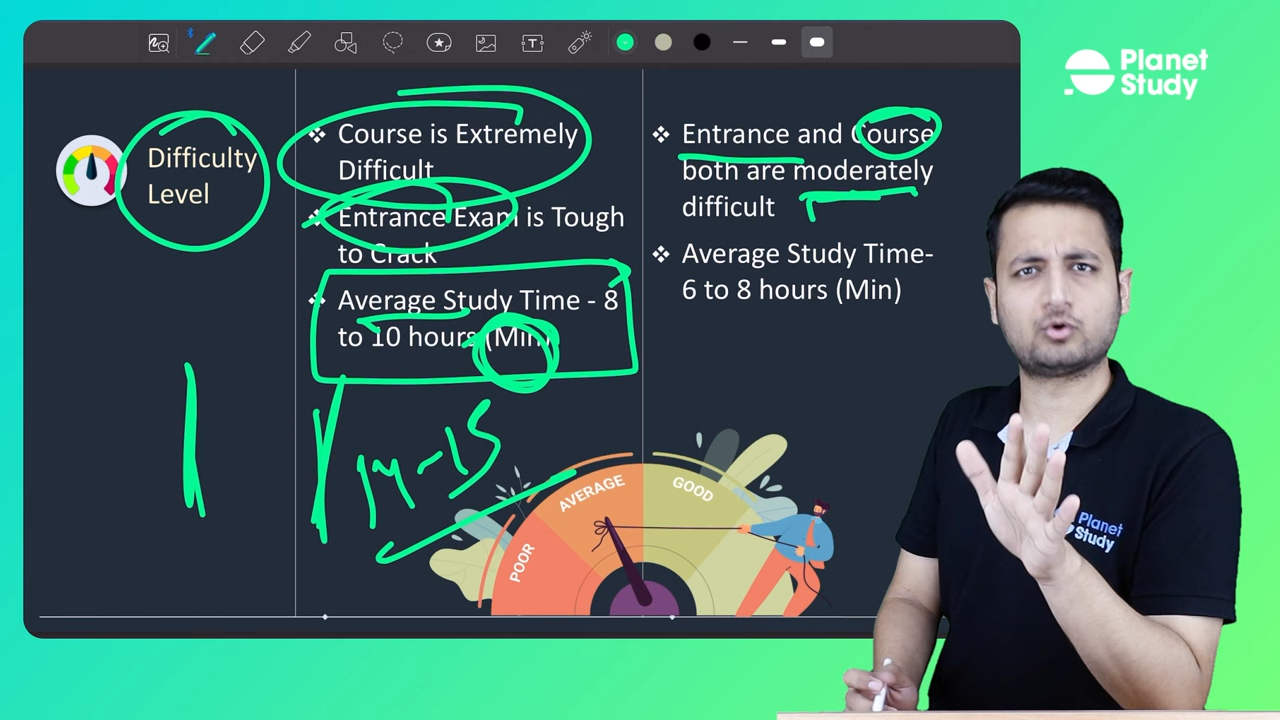 Planet
Study
Difficulty
Level
❖ Course is Extremely
Difficult
❖ Entrance Exam is Tough
to Crack
❖ Average Study Time - 8
to 10 hours (Min)
14-15
❖ Entrance and Course
both are moderately
difficult
❖ Average Study Time-
6 to 8 hours (Min)
POOR
AVERAGE
GOOD
Planet
Study